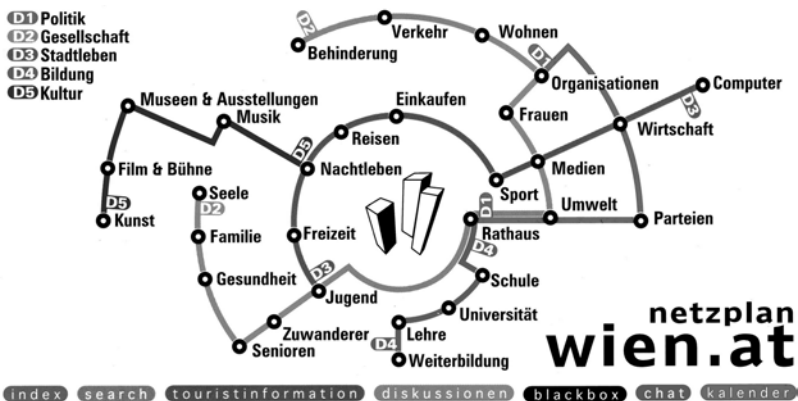 D1 Politik
D2 Gesellschaft
D3 Stadtleben
D4 Bildung
D5 Kultur
D2
Behinderung
Verkehr
Wohnen
D1
Organisationen
Computer
D3
Museen & Ausstellungen
Musik
Einkaufen
Frauen
Wirtschaft
Reisen
D5
Film & Bühne
Nachtleben
Medien
Seele
Sport
D5
Kunst
D2
D1
Umwelt
Rathaus
Parteien
Familie
Freizeit
D4
Gesundheit
D3
Jugend
Schule
Universität
Zuwanderer
Lehre
Senioren
D4
Weiterbildung
netzplan
wien.at
index search touristinformation diskussionen blackbox chat kalender